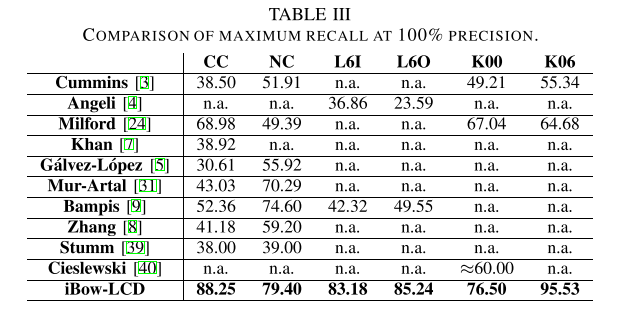 TABLE III
COMPARISON OF MAXIMUM RECALL AT 100% PRECISION.
CC NC L6I L6O K00 K06
Cummins [3] 38.50 51.91 n.a. n.a. 49.21 55.34
Angeli [4] n.a. n.a. 36.86 23.59 n.a. n.a.
Milford [24] 68.98 49.39 n.a. n.a. 67.04 64.68
Khan [7] 38.92 n.a. n.a. n.a. n.a. n.a.
Gálvez-López [5] 30.61 55.92 n.a. n.a. n.a. n.a.
Mur-Artal [31] 43.03 70.29 n.a. n.a. n.a. n.a.
Bampis [9] 52.36 74.60 42.32 49.55 n.a. n.a.
Zhang [8] 41.18 59.20 n.a. n.a. n.a. n.a.
Stumm [39] 38.00 39.00 n.a. n.a. n.a. n.a.
Cieslewski [40] n.a. n.a. n.a. n.a. ≈60.00 n.a.
iBow-LCD 88.25 79.40 83.18 85.24 76.50 95.53